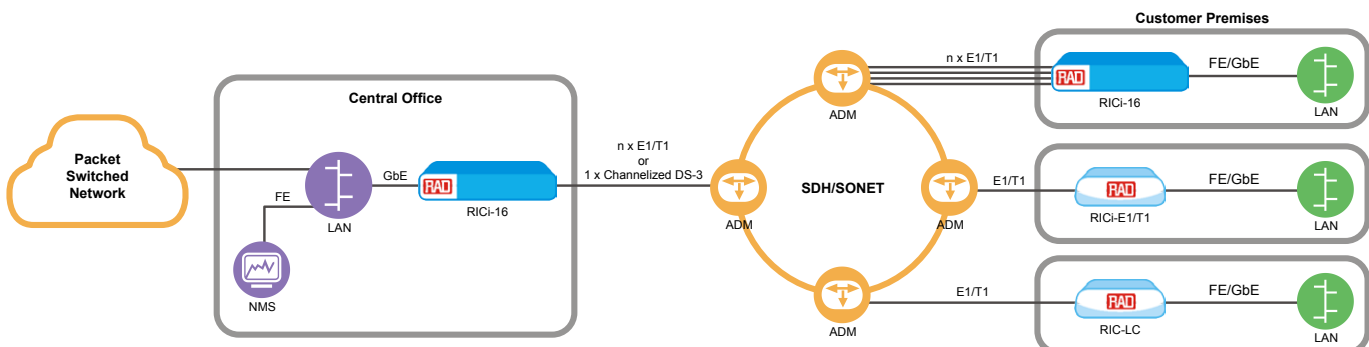 Customer Premises
Central Office
Packet
Switched
Network
FE
NMS
LAN
GbE
RAD
RICi-16
n x E1/T1
or
1 x Channelized DS-3
ADM
ADM
SDH/SONET
ADM
ADM
n x E1/T1
RAD
RICi-16
FE/GbE
LAN
E1/T1
RAD
RICi-E1/T1
FE/GbE
LAN
E1/T1
RAD
RIC-LC
FE/GbE
LAN